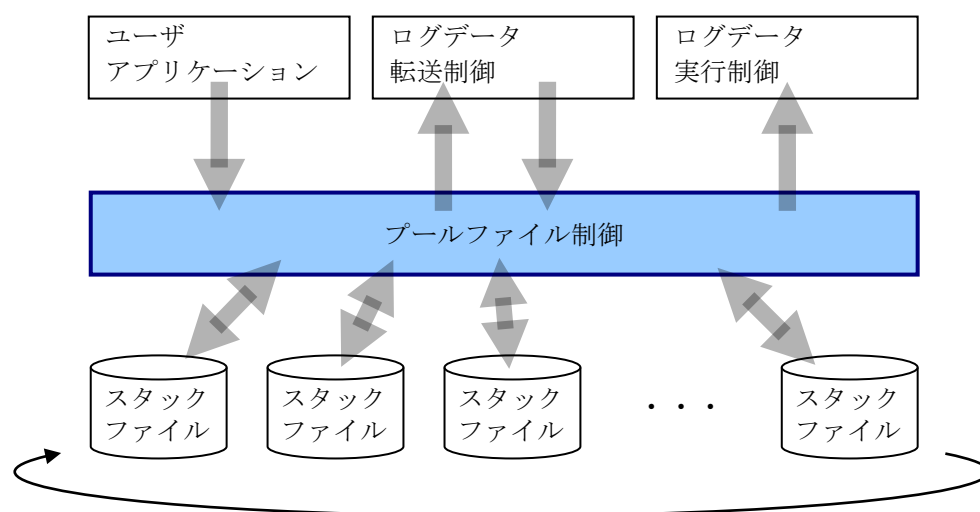 ユーザ
アプリケーション
ログデータ
転送制御
ログデータ
実行制御
プールファイル制御
スタック
ファイル
スタック
ファイル
スタック
ファイル
・・・
スタック
ファイル